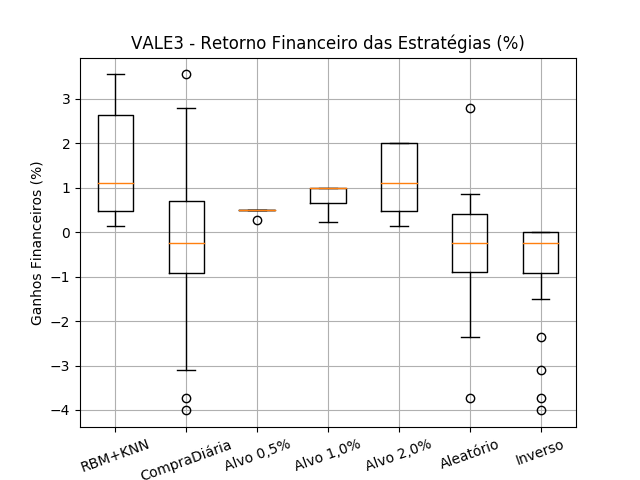 VALE3 - Retorno Financeiro das Estratégias (%)
Ganhos Financeiros (%)
3
2
1
0
−1
−2
−3
−4
RBM+KNN
CompraDiária
Alvo 0,5%
Alvo 1,0%
Alvo 2,0%
Aleatório
Inverso